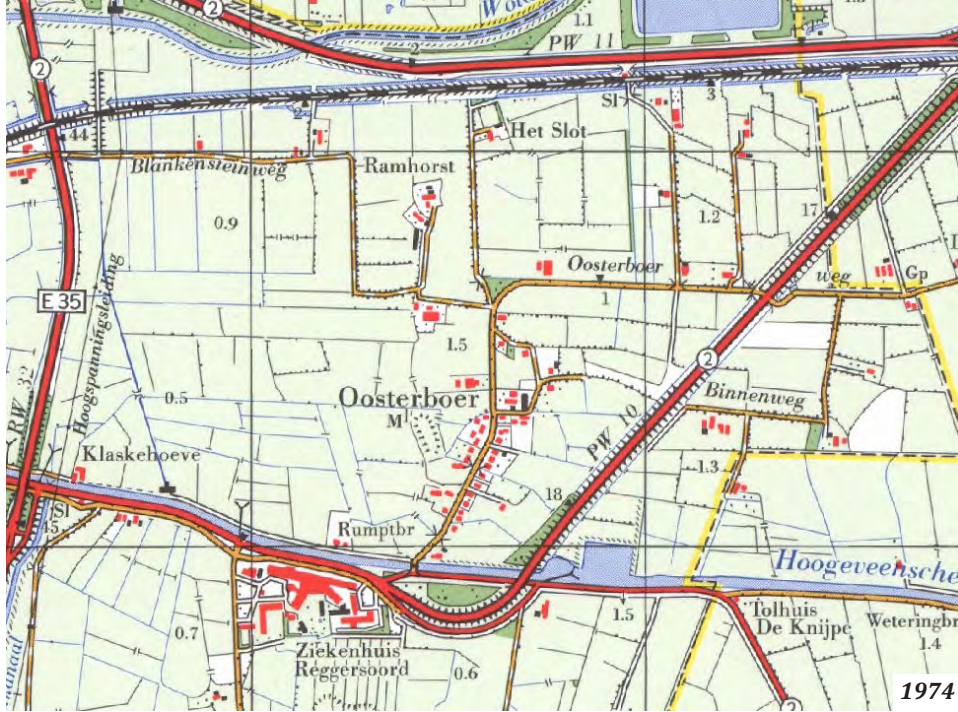 2
1.1
PW 11
2
2
Sl
3
44
2
Het Slot
Blankensteinweg
Ramhorst
0.9
1.2
17
Oosterboer
weg
Gp
E 35
1
Hoogspanningsleiding
1.5
RW 32
2
0.5
Oosterboer
M
Binnenweg
PW 10
Klaskehoeve
1.3
18
Sl
45
Rumptbr
Hoogeveensche
0.7
1.5
Tolhuis
De Knijpe
Weteringbr
1.4
Ziekenhuis
Reggersoord
0.6
2
1974